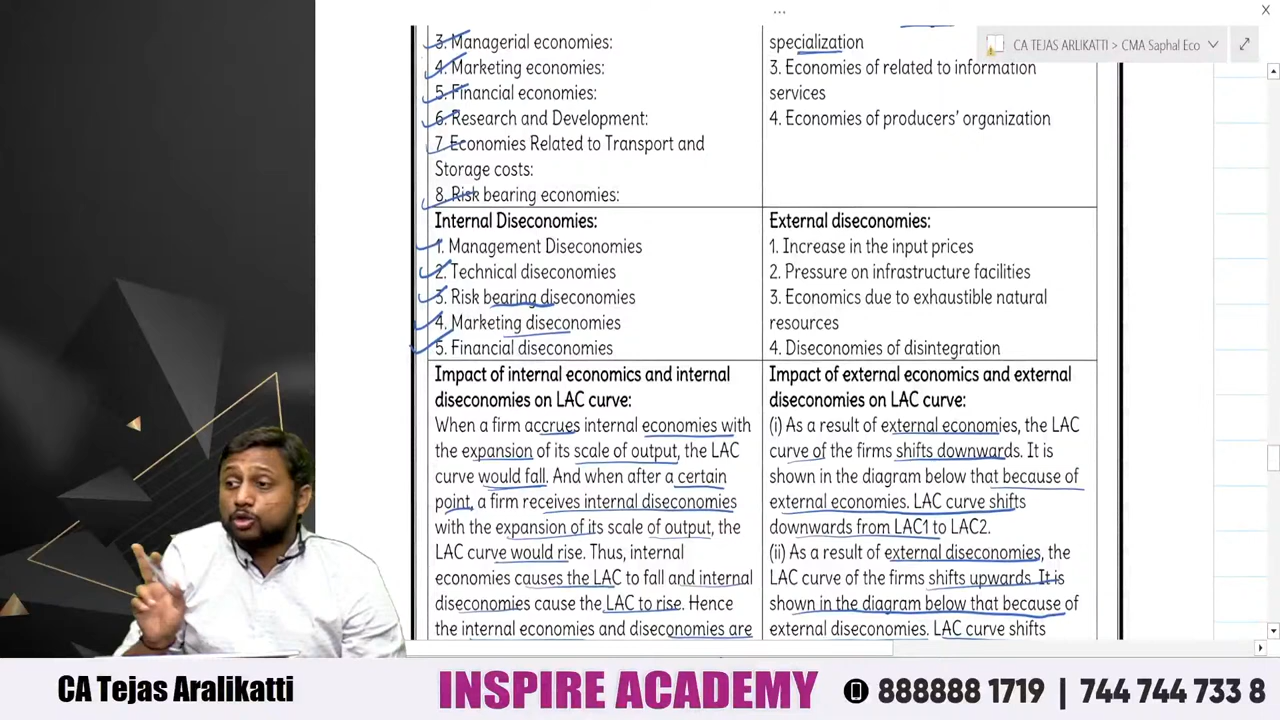 CA TEJAS ARLIKATTI > CMA Saphal Eco
3. Managerial economies:
4. Marketing economies:
5. Financial economies:
6. Research and Development:
7 Economies Related to Transport and
Storage costs:
8. Risk bearing economies:
specialization
3. Economies of related to information
services
4. Economies of producers' organization
Internal Diseconomies:
1. Management Diseconomies
2. Technical diseconomies
3. Risk bearing diseconomies
4. Marketing diseconomies
5. Financial diseconomies
External diseconomies:
1. Increase in the input prices
2. Pressure on infrastructure facilities
3. Economics due to exhaustible natural
resources
4. Diseconomies of disintegration
Impact of internal economics and internal
diseconomies on LAC curve:
When a firm accrues internal economies with
the expansion of its scale of output, the LAC
curve would fall. And when after a certain
point, a firm receives internal diseconomies
with the expansion of its scale of output, the
LAC curve would rise. Thus, internal
economies causes the LAC to fall and internal
diseconomies cause the LAC to rise. Hence
the internal economies and diseconomies are
Impact of external economics and external
diseconomies on LAC curve:
(i) As a result of external economies, the LAC
curve of the firms shifts downwards. It is
shown in the diagram below that because of
external economies. LAC curve shifts
downwards from LAC1 to LAC2.
(ii) As a result of external diseconomies, the
LAC curve of the firms shifts upwards. It is
shown in the diagram below that because of
external diseconomies. LAC curve shifts
CA Tejas Aralikatti
INSPIRE ACADEMY
888888 1719 | 744 744 733 8